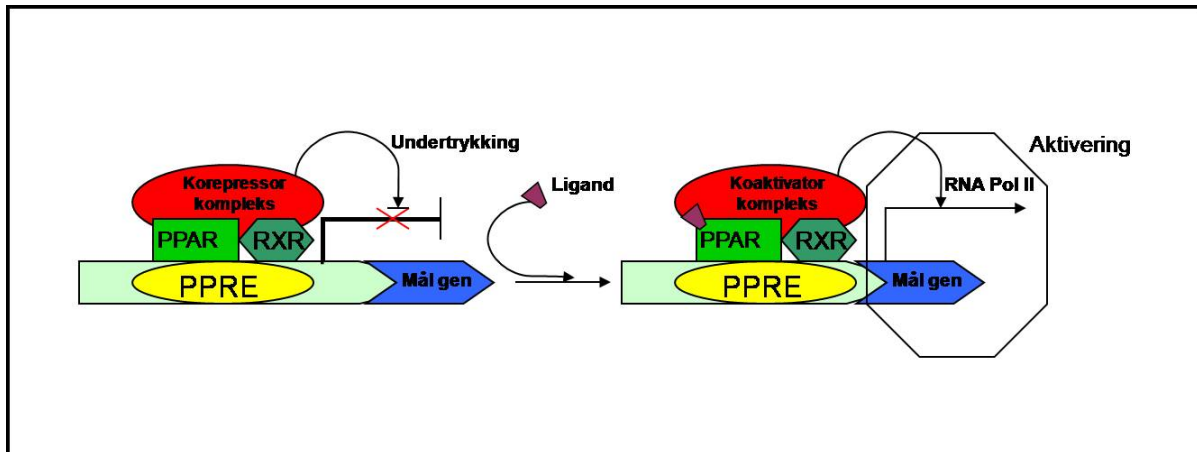 Undertrykking
Korepressor
kompleks
PPAR
RXR
PPRE
Mål gen
Ligand
Aktivering
Koaktivator
kompleks
RNA Pol II
PPAR
RXR
PPRE
Mål gen